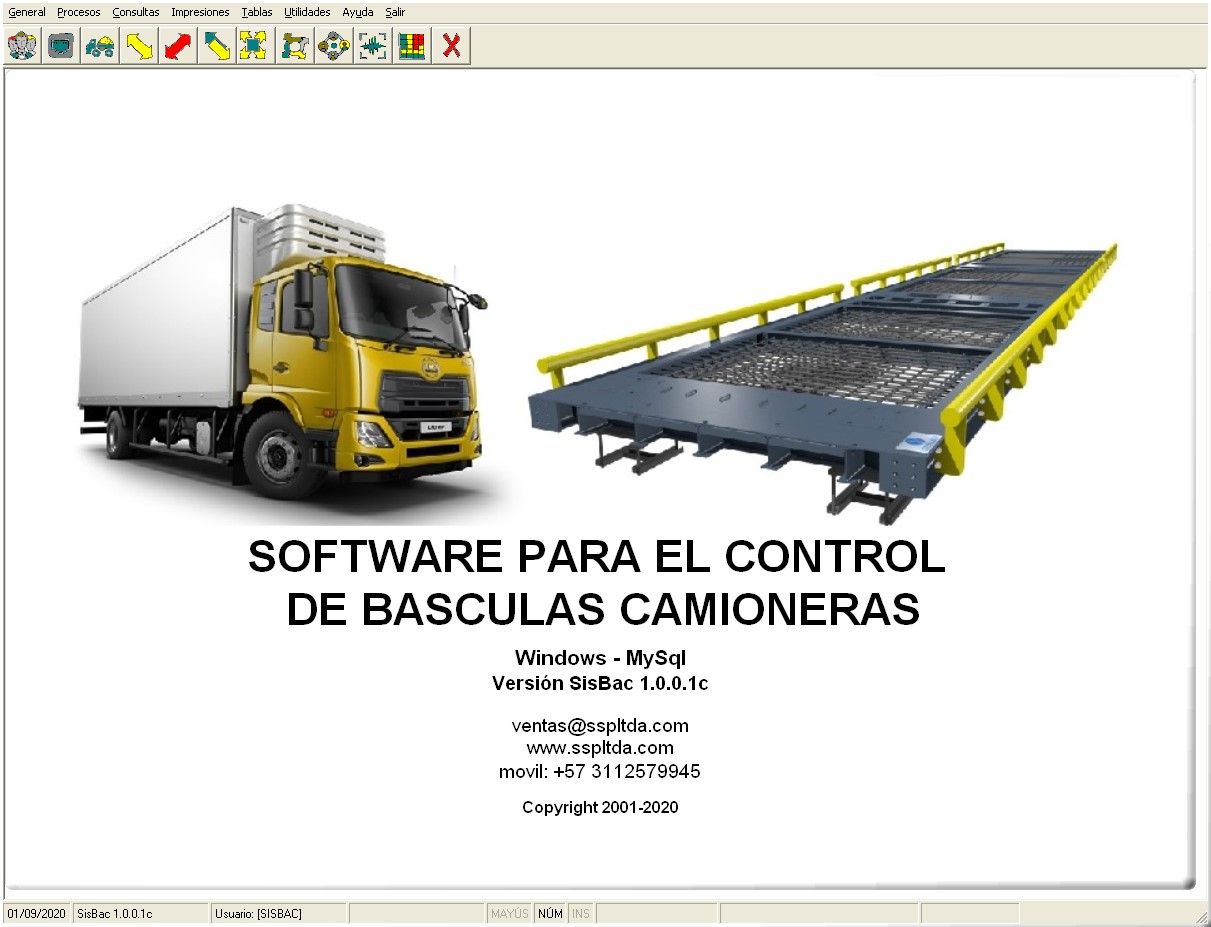 General Procesos Consultas Impresiones Tablas Utilidades Ayuda Salir
SOFTWARE PARA EL CONTROL
DE BASCULAS CAMIONERAS
Windows - MySql
Versión SisBac 1.0.0.1c
ventas@sspltda.com
www.sspltda.com
movil: +57 3112579945
Copyright 2001-2020
01/09/2020 SisBac 1.0.0.1c Usuario: [SISBAC] MAYÚS NÚM INS